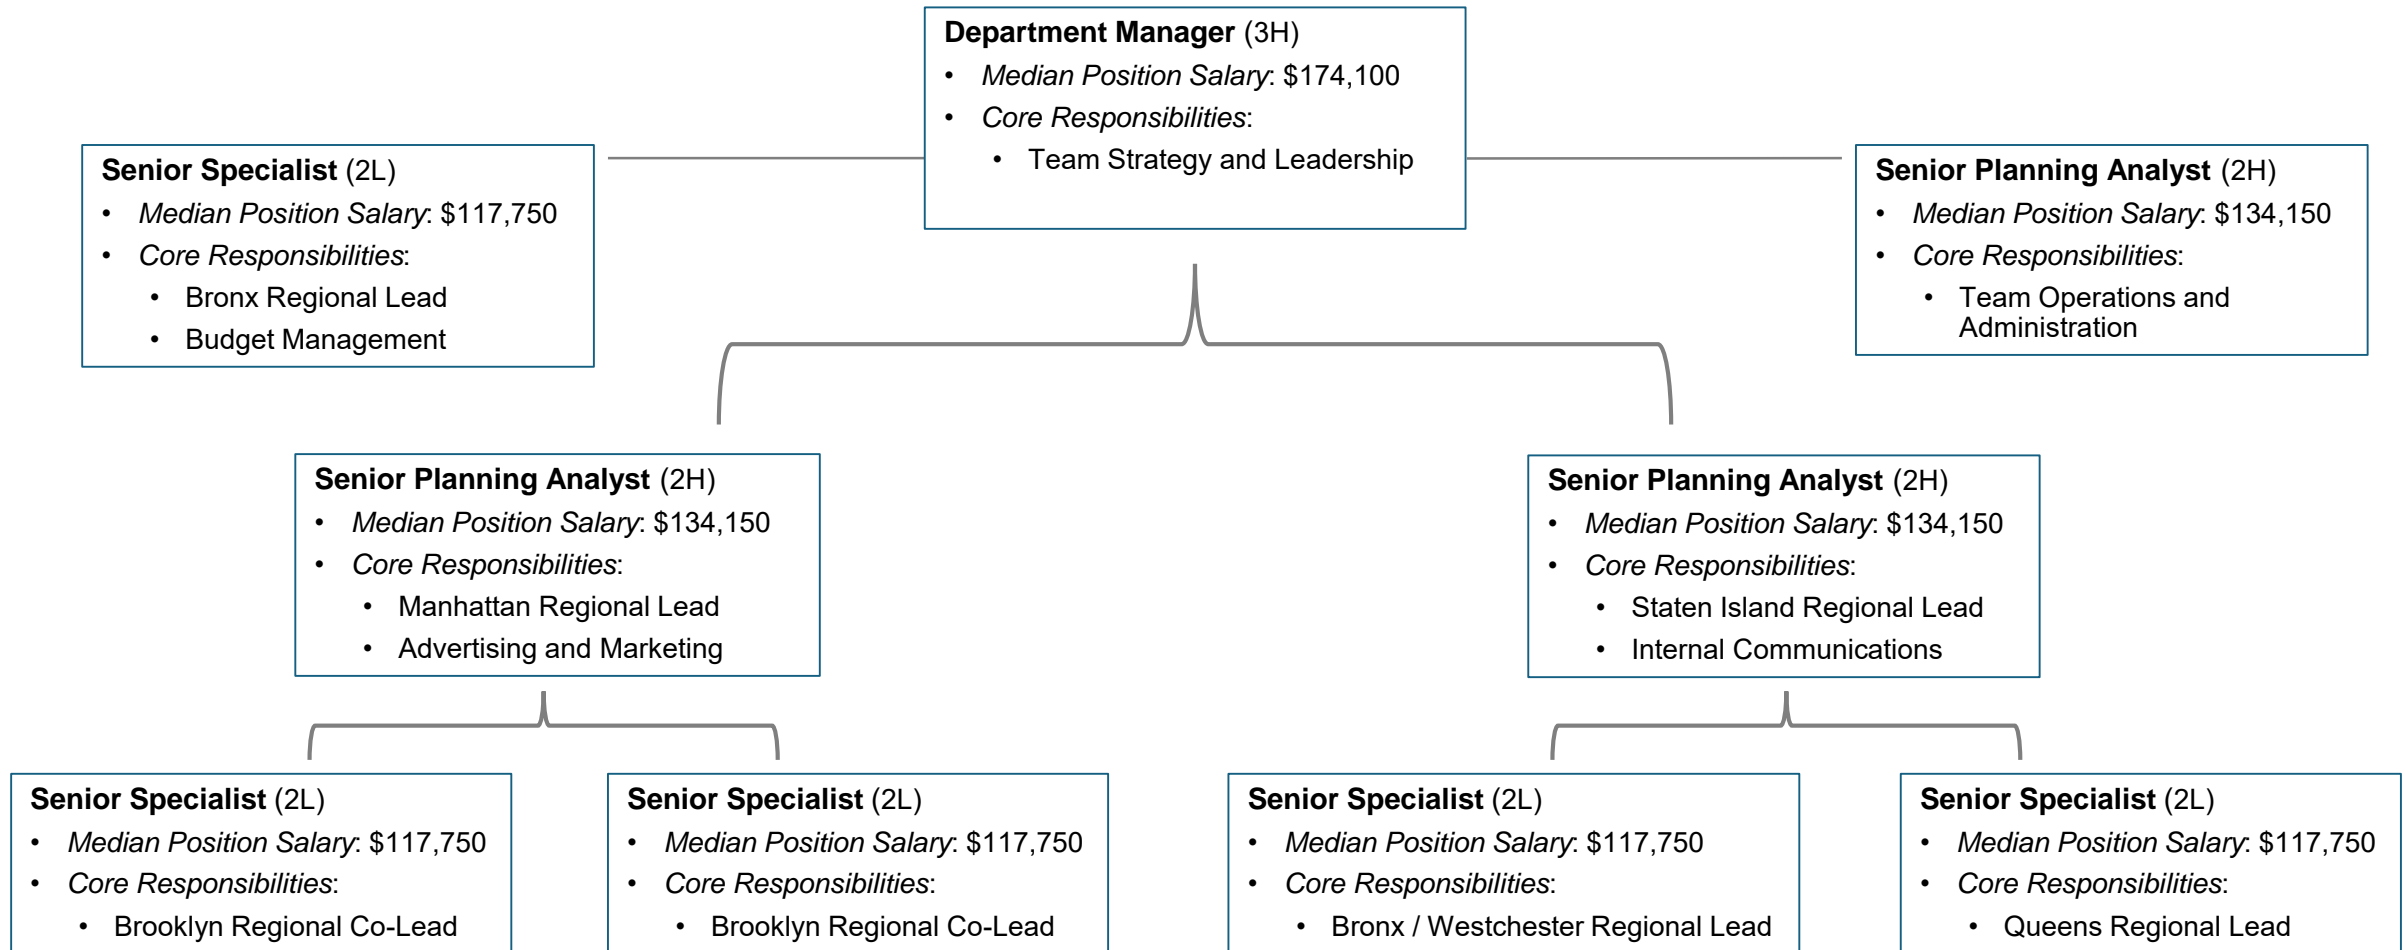 Department Manager (3H)
• Median Position Salary: $174,100
• Core Responsibilities:
• Team Strategy and Leadership
Senior Specialist (2L)
• Median Position Salary: $117,750
• Core Responsibilities:
• Bronx Regional Lead
• Budget Management
Senior Planning Analyst (2H)
• Median Position Salary: $134,150
• Core Responsibilities:
• Team Operations and
Administration
Senior Planning Analyst (2H)
• Median Position Salary: $134,150
• Core Responsibilities:
• Manhattan Regional Lead
• Advertising and Marketing
Senior Planning Analyst (2H)
• Median Position Salary: $134,150
• Core Responsibilities:
• Staten Island Regional Lead
• Internal Communications
Senior Specialist (2L)
• Median Position Salary: $117,750
• Core Responsibilities:
• Brooklyn Regional Co-Lead
Senior Specialist (2L)
• Median Position Salary: $117,750
• Core Responsibilities:
• Brooklyn Regional Co-Lead
Senior Specialist (2L)
• Median Position Salary: $117,750
• Core Responsibilities:
• Bronx / Westchester Regional Lead
Senior Specialist (2L)
• Median Position Salary: $117,750
• Core Responsibilities:
• Queens Regional Lead